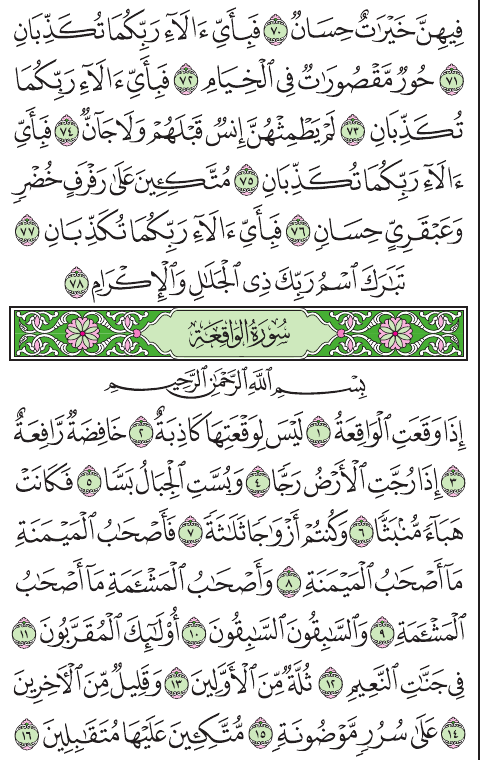 فِيهِنَّ خَيْرَٰتٌ حِسَانٌ ٧٠ فَبِأَيِّ ءَالَآءِ رَبِّكُمَا تُكَذِّبَانِ
٧١ حُورٌ مَّقْصُورَٰتٌ فِى ٱلْخِيَامِ ٧٢ فَبِأَيِّ ءَالَآءِ رَبِّكُمَا
تُكَذِّبَانِ ٧٣ لَمْ يَطْمِثْهُنَّ إِنسٌ قَبْلَهُمْ وَلَا جَآنٌّ ٧٤ فَبِأَيِّ
ءَالَآءِ رَبِّكُمَا تُكَذِّبَانِ ٧٥ مُتَّكِـِٔينَ عَلَىٰ رَفْرَفٍ خُضْرٍ
وَعَبْقَرِىٍّ حِسَانٍ ٧٦ فَبِأَيِّ ءَالَآءِ رَبِّكُمَا تُكَذِّبَانِ ٧٧
تَبَٰرَكَ ٱسْمُ رَبِّكَ ذِى ٱلْجَلَٰلِ وَٱلْإِكْرَامِ ٧٨
سُورَةُ الوَاقِعَةِ
بِسْمِ ٱللَّهِ ٱلرَّحْمَٰنِ ٱلرَّحِيمِ
إِذَا وَقَعَتِ ٱلْوَاقِعَةُ ١ لَيْسَ لِوَقْعَتِهَا كَاذِبَةٌ ٢ خَافِضَةٌ رَّافِعَةٌ
٣ إِذَا رُجَّتِ ٱلْأَرْضُ رَجًّا ٤ وَبُسَّتِ ٱلْجِبَالُ بَسًّا ٥ فَكَانَتْ
هَبَآءً مُّنۢبَثًّا ٦ وَكُنتُمْ أَزْوَٰجًا ثَلَٰثَةً ٧ فَأَصْحَٰبُ ٱلْمَيْمَنَةِ
مَآ أَصْحَٰبُ ٱلْمَيْمَنَةِ ٨ وَأَصْحَٰبُ ٱلْمَشْـَٔمَةِ مَآ أَصْحَٰبُ
ٱلْمَشْـَٔمَةِ ٩ وَٱلسَّٰبِقُونَ ٱلسَّٰبِقُونَ ١٠ أُو۟لَٰٓئِكَ ٱلْمُقَرَّبُونَ ١١
فِى جَنَّٰتِ ٱلنَّعِيمِ ١٢ ثُلَّةٌ مِّنَ ٱلْأَوَّلِينَ ١٣ وَقَلِيلٌ مِّنَ ٱلْـَٔاخِرِينَ
١٤ عَلَىٰ سُرُرٍ مَّوْضُونَةٍ ١٥ مُّتَّكِـِٔينَ عَلَيْهَا مُتَقَٰبِلِينَ ١٦